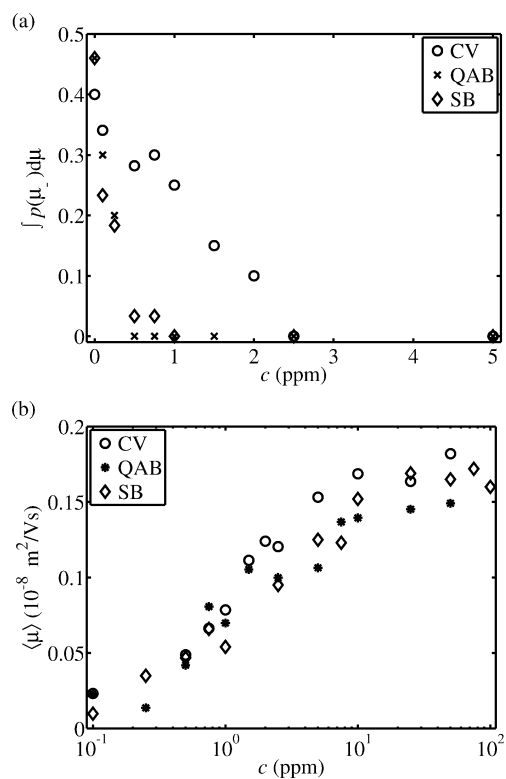 (a)
0.5
0.4
0.3
0.2
0.1
0
∫ p(μ_)dμ
CV
QAB
SB
0 1 2 3 4 5
c (ppm)
(b)
0.2
0.15
0.1
0.05
0
⟨μ⟩ (10⁻⁸ m²/Vs)
CV
QAB
SB
10⁻¹ 10⁰ 10¹ 10²
c (ppm)